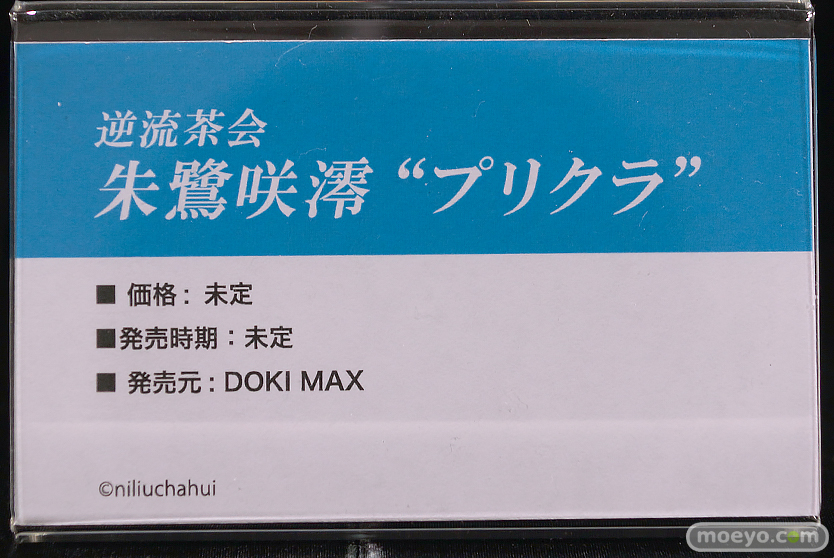 逆流茶会
朱鷺咲澪 “プリクラ”
■ 価格: 未定
■発売時期：未定
■ 発売元: DOKI MAX
©niliuchahui
moeyo.com